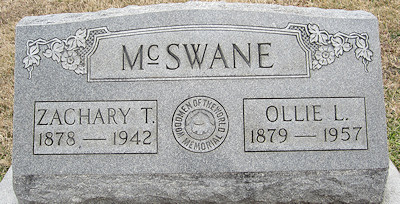 McSWANE
ZACHARY T.
1878 — 1942
WOODMEN OF THE WORLD
MEMORIAL
OLLIE L.
1879 — 1957